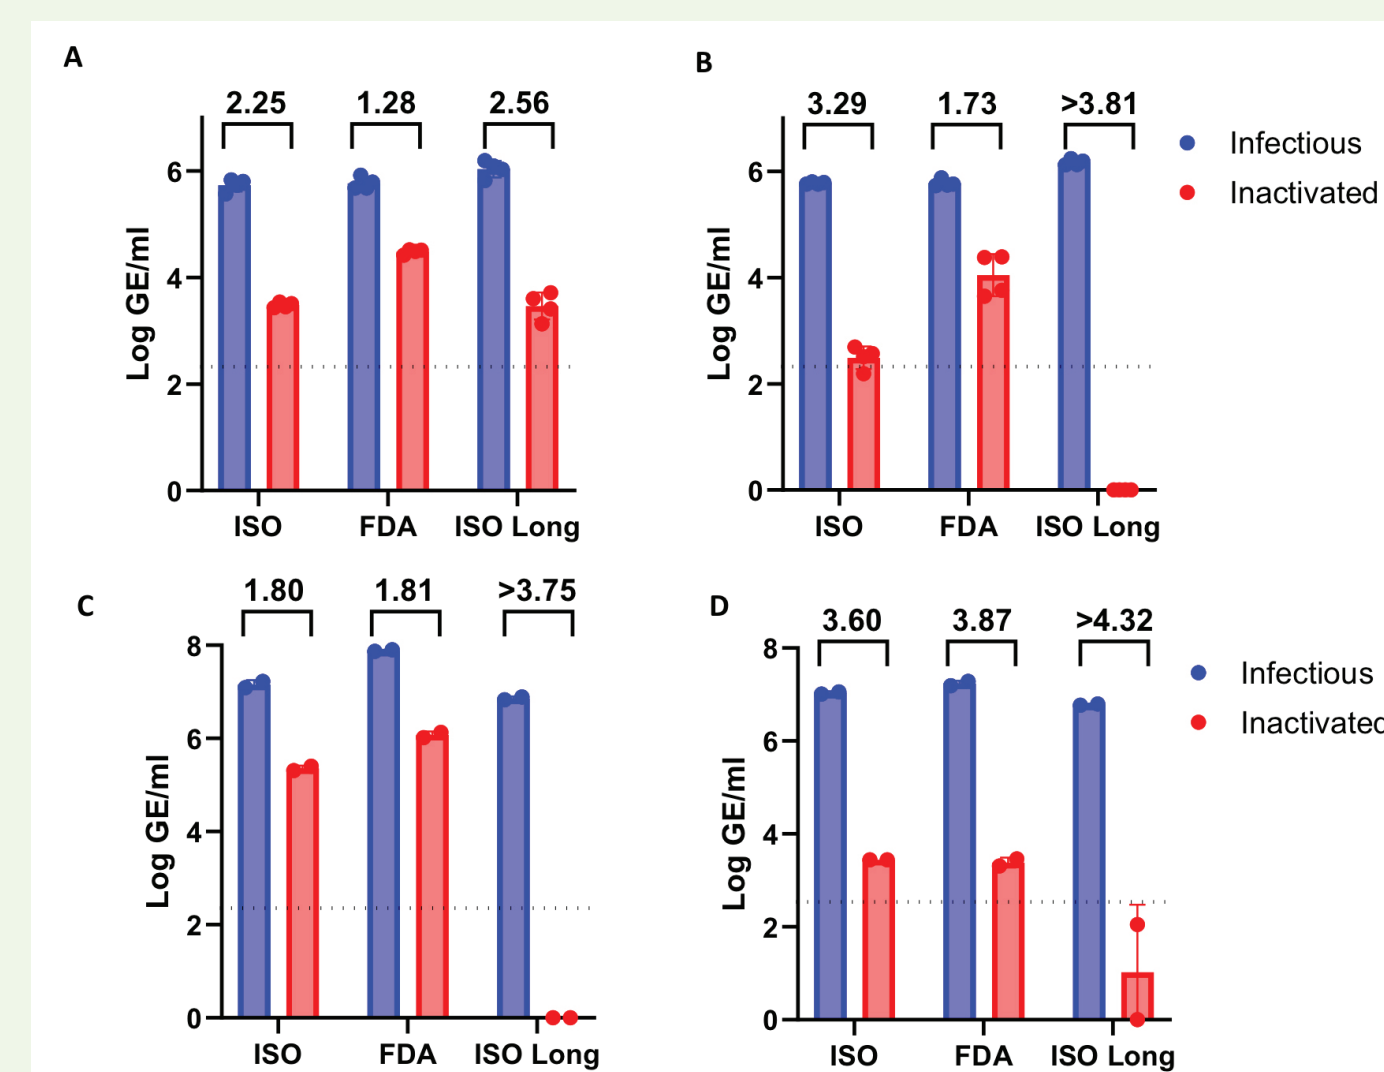 A
2.25 1.28 2.56
6
4
2
0
Log GE/ml
ISO FDA ISO Long
B
3.29 1.73 >3.81
6
4
2
0
Log GE/ml
ISO FDA ISO Long
Infectious
Inactivated
C
1.80 1.81 >3.75
8
6
4
2
0
Log GE/ml
ISO FDA ISO Long
D
3.60 3.87 >4.32
8
6
4
2
0
Log GE/ml
ISO FDA ISO Long
Infectious
Inactivated